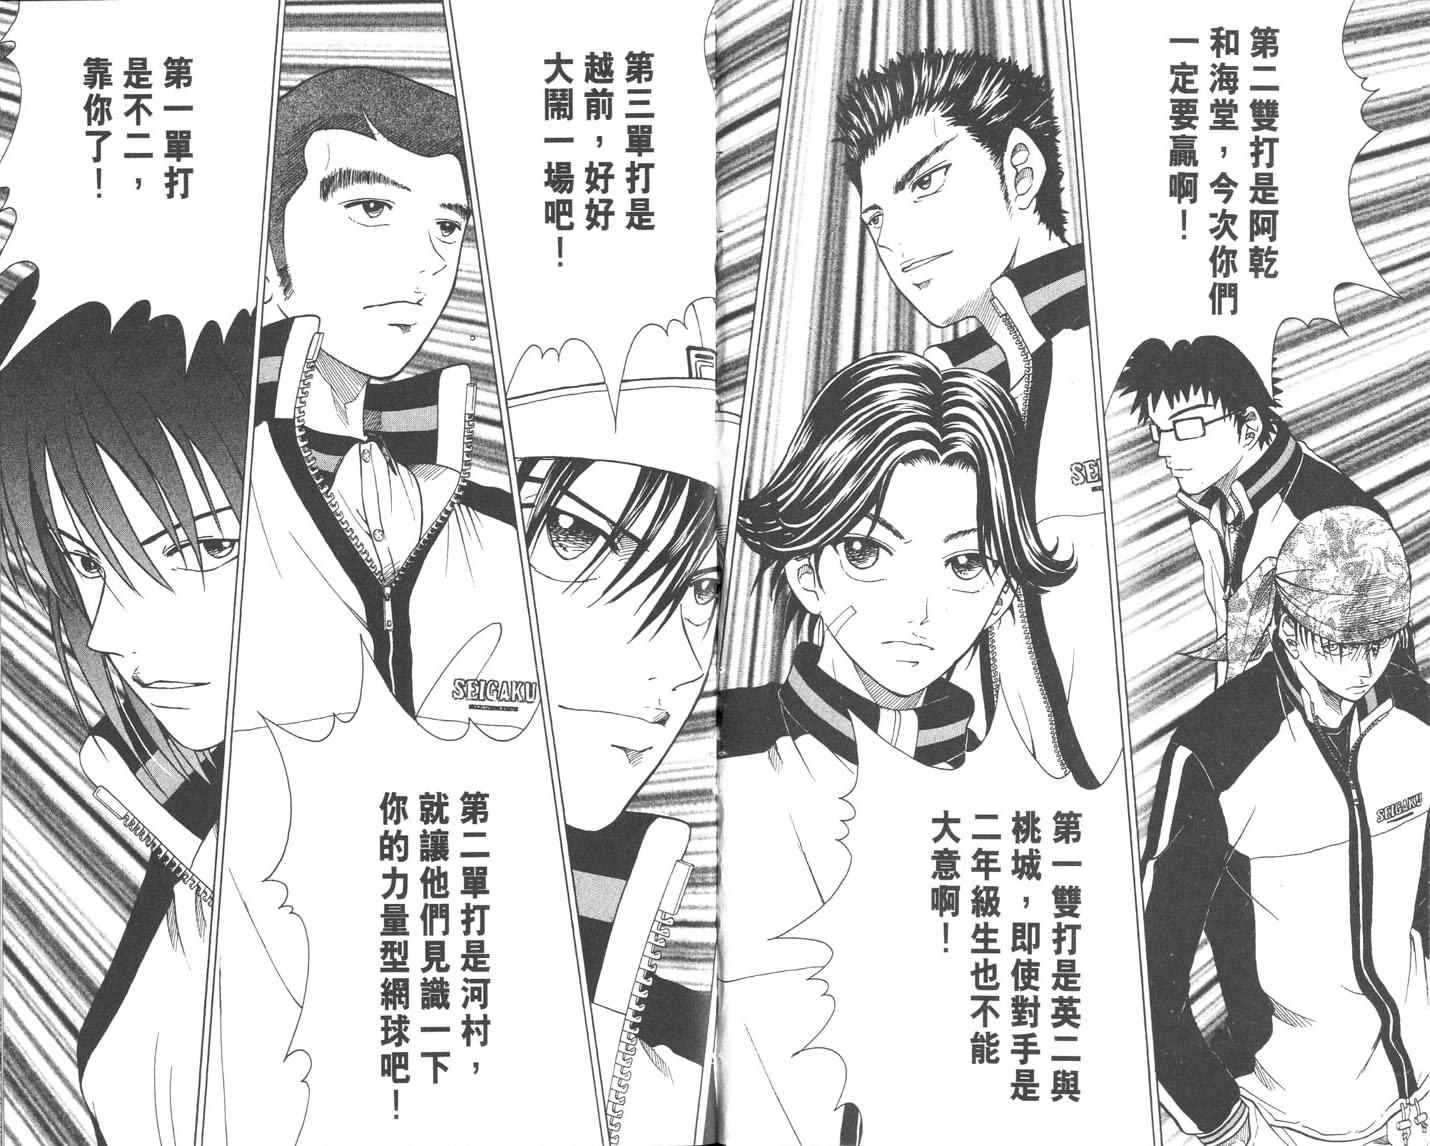 第二雙打是阿乾
和海堂，今次你們
一定要贏啊！
第一雙打是英二與
桃城，即使對手是
二年級生也不能
大意啊！
第三單打是
越前，好好
大鬧一場吧！
第二單打是河村，
就讓他們見識一下
你的力量型網球吧！
第一單打
是不二，
靠你了！
SEIGAKU
SEIGAKU
SE